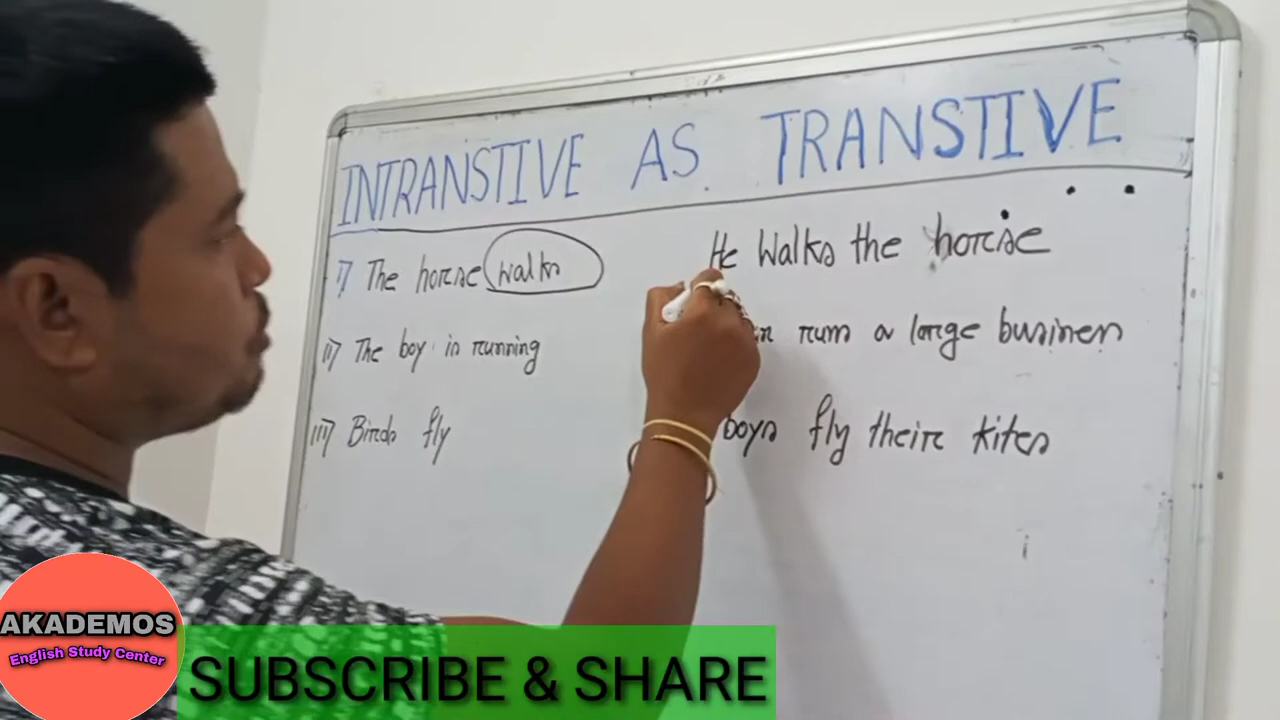 INTRANSTIVE AS TRANSTIVE
i) The horse walks
He walks the horse
ii) The boy is running
run a large business
iii) Birds fly
boys fly their kites
AKADEMOS
English Study Center
SUBSCRIBE & SHARE